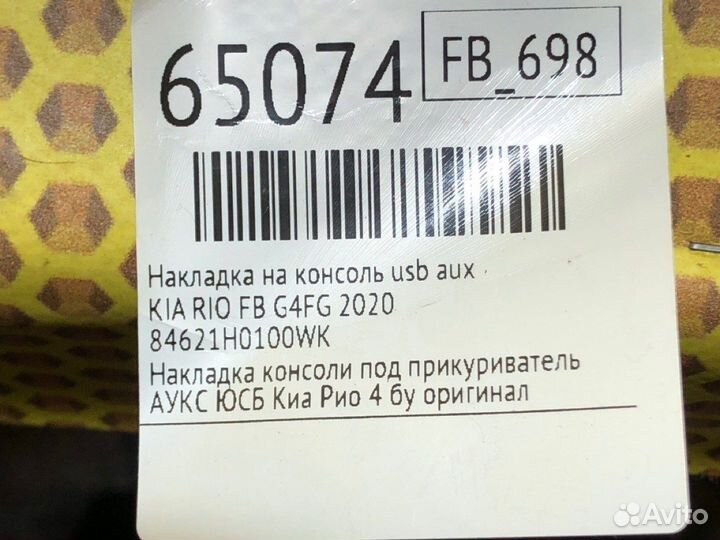 65074
FB_698
Накладка на консоль usb aux
KIA RIO FB G4FG 2020
84621H0100WK
Накладка консоли под прикуриватель
АУКС ЮСБ Киа Рио 4 бу оригинал
Avito